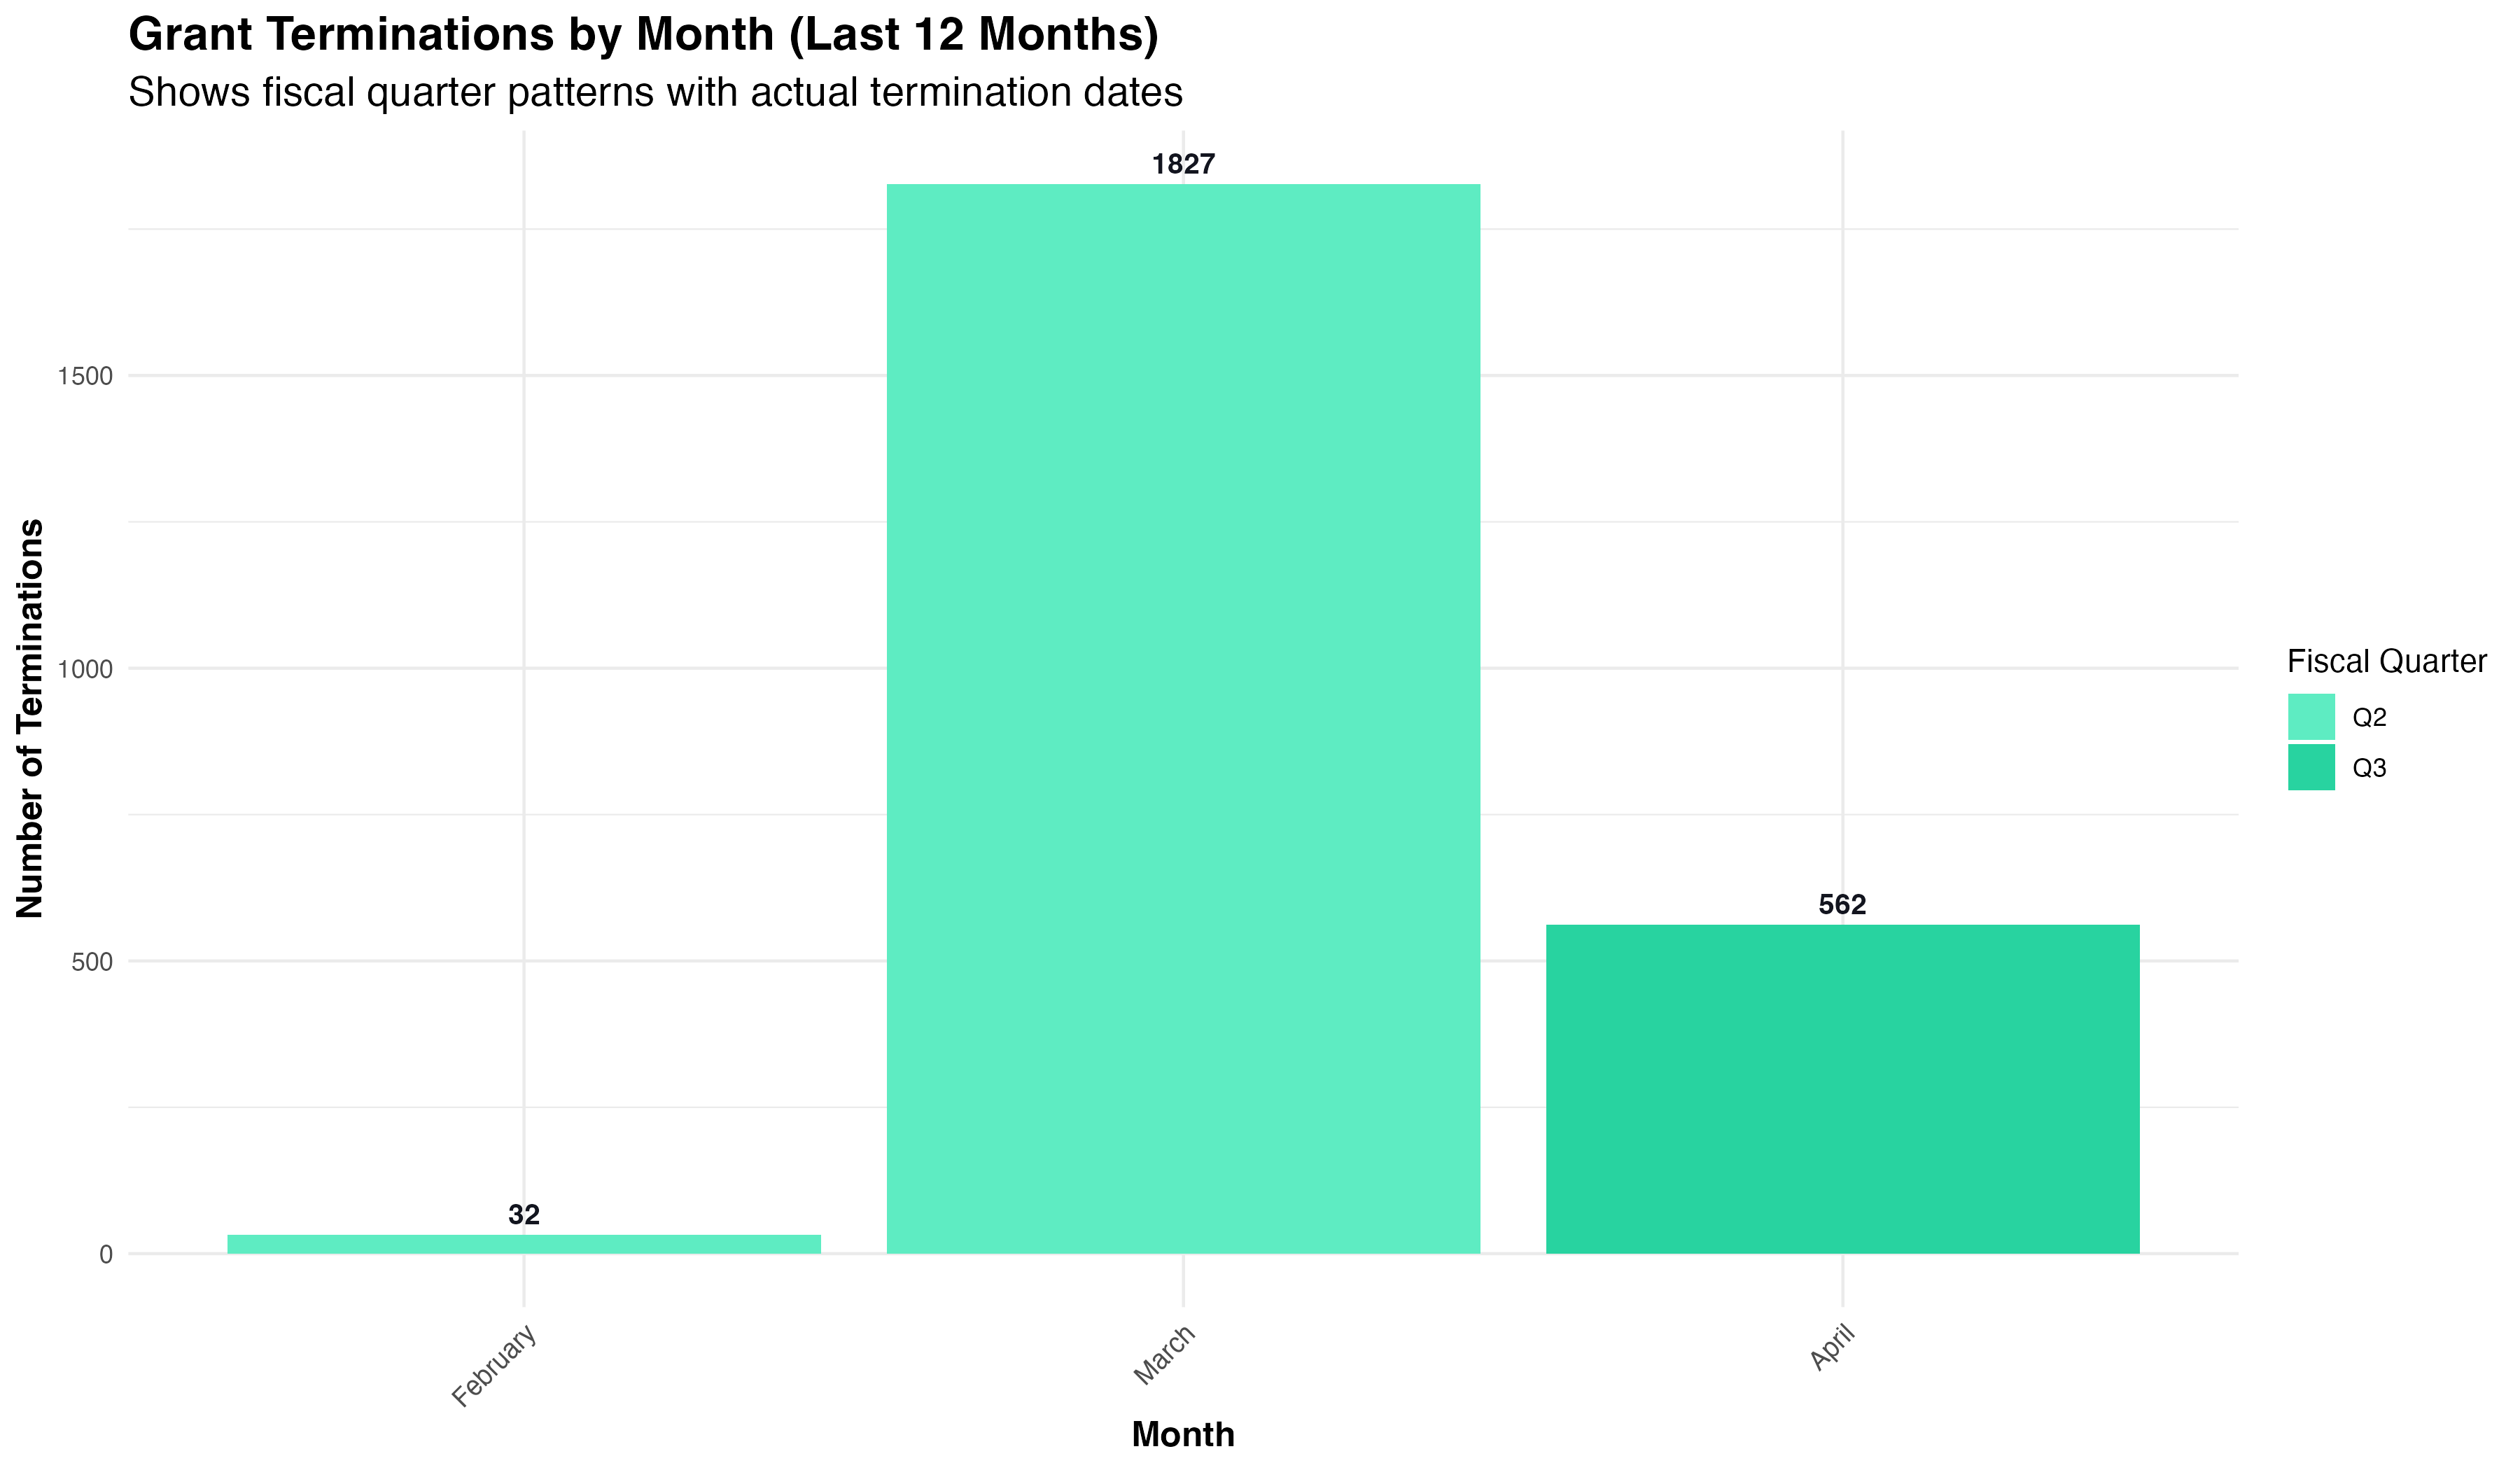 Grant Terminations by Month (Last 12 Months)
Shows fiscal quarter patterns with actual termination dates
Number of Terminations
1500
1000
500
0
32
1827
562
February
March
April
Month
Fiscal Quarter
Q2
Q3